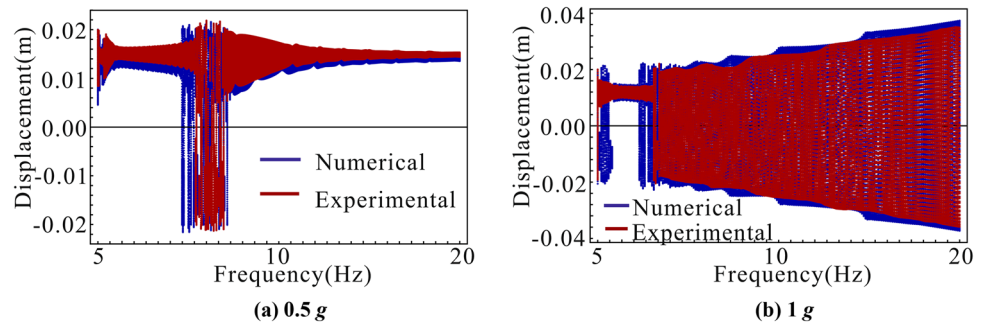 Displacement(m)
0.02
0.01
0.00
-0.01
-0.02
Numerical
Experimental
5
10
20
Frequency(Hz)
(a) 0.5 g
Displacement(m)
0.04
0.02
0.00
-0.02
-0.04
Numerical
Experimental
5
10
20
Frequency(Hz)
(b) 1 g